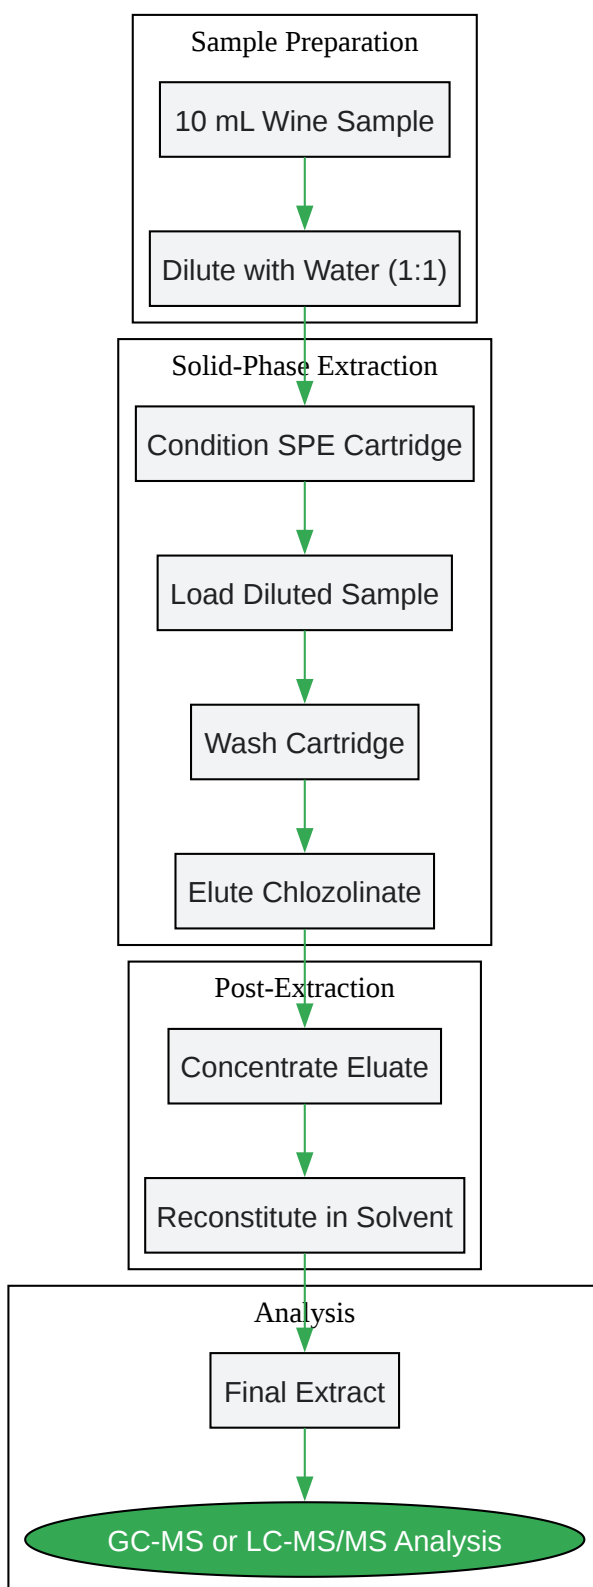 Sample Preparation
10 mL Wine Sample
Dilute with Water (1:1)
Solid-Phase Extraction
Condition SPE Cartridge
Load Diluted Sample
Wash Cartridge
Elute Chlozolinate
Post-Extraction
Concentrate Eluate
Reconstitute in Solvent
Analysis
Final Extract
GC-MS or LC-MS/MS Analysis